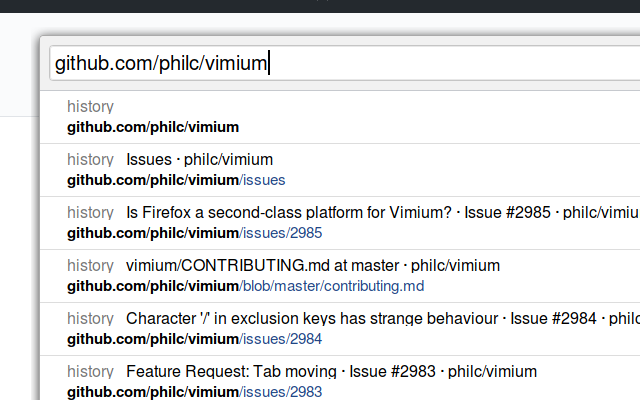 github.com/philc/vimium
history
github.com/philc/vimium
history Issues · philc/vimium
github.com/philc/vimium/issues
history Is Firefox a second-class platform for Vimium? · Issue #2985 · philc/vimiu
github.com/philc/vimium/issues/2985
history vimium/CONTRIBUTING.md at master · philc/vimium
github.com/philc/vimium/blob/master/contributing.md
history Character '/' in exclusion keys has strange behaviour · Issue #2984 · philc
github.com/philc/vimium/issues/2984
history Feature Request: Tab moving · Issue #2983 · philc/vimium
github.com/philc/vimium/issues/2983